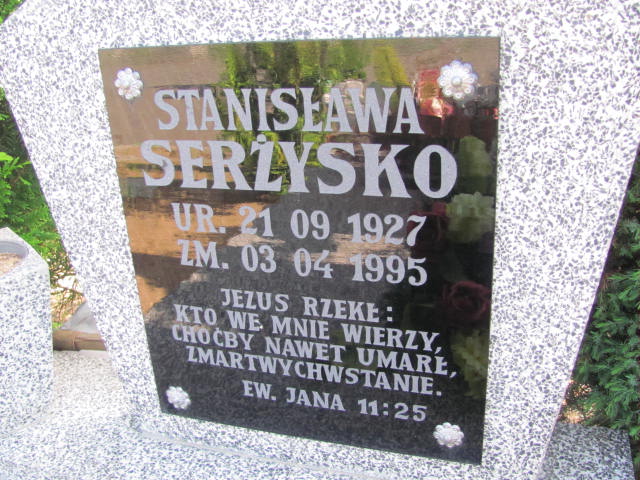 STANISŁAWA
SERŻYSKO
UR. 21 09 1927
ZM. 03 04 1995
JEZUS RZEKŁ:
KTO WE MNIE WIERZY,
CHOĆBY NAWET UMARŁ,
ZMARTWYCHWSTANIE.
EW. JANA 11:25